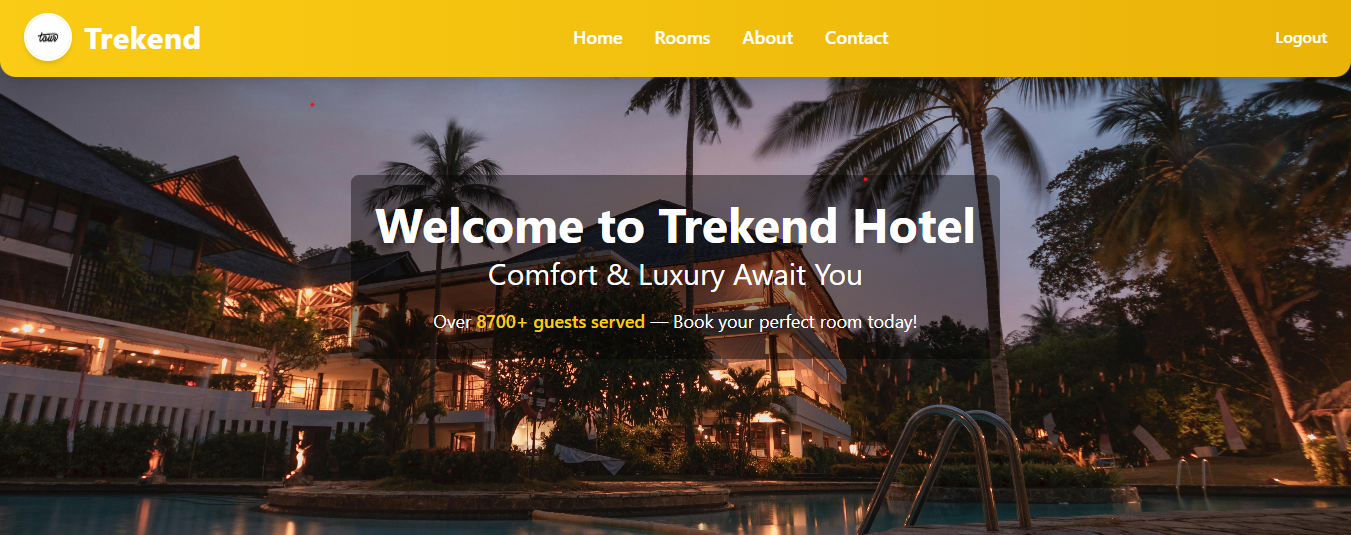 tour
Trekend
Home
Rooms
About
Contact
Logout
Welcome to Trekend Hotel
Comfort & Luxury Await You
Over 8700+ guests served — Book your perfect room today!